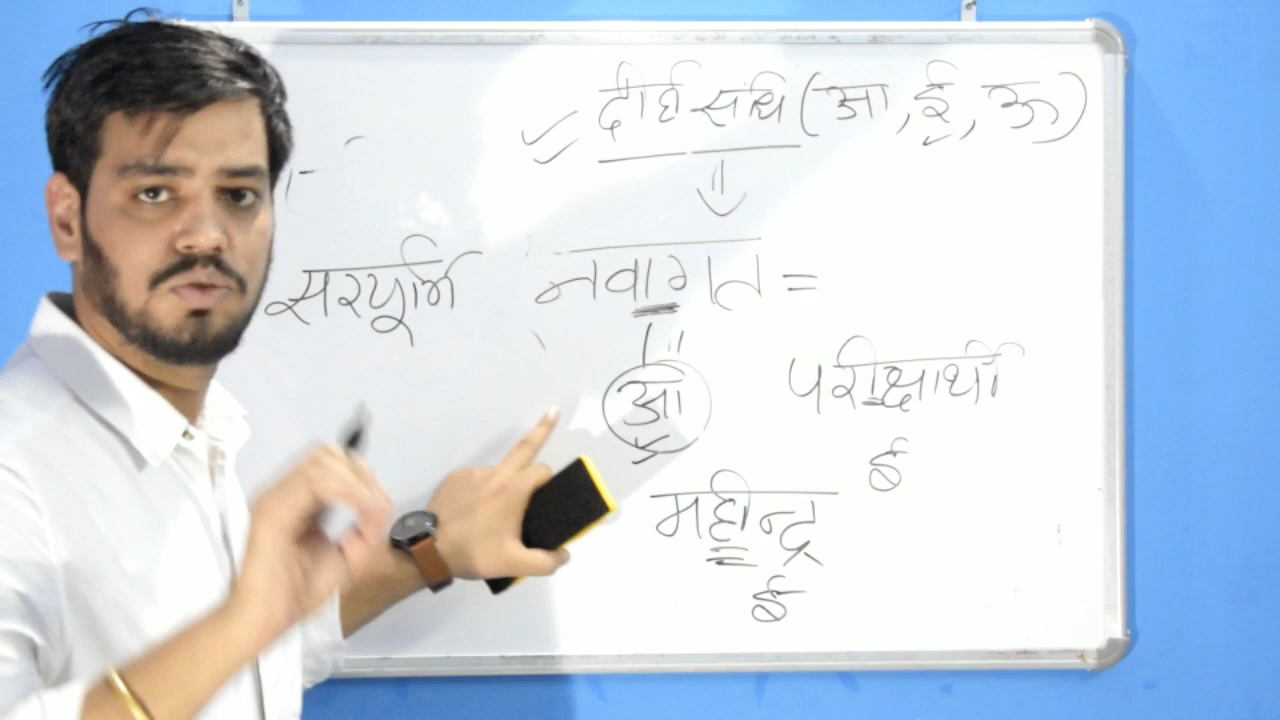 दीर्घ संधि (आ, ई, ऊ)
सरयूर्मि नवागत =
आ परीक्षार्थी
ई
महीन्द्र
ई